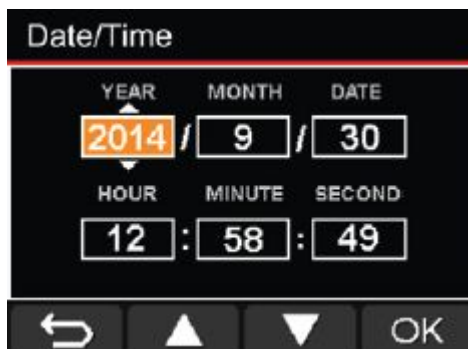 Date/Time
YEAR MONTH DATE
2014 / 9 / 30
HOUR MINUTE SECOND
12 : 58 : 49
OK